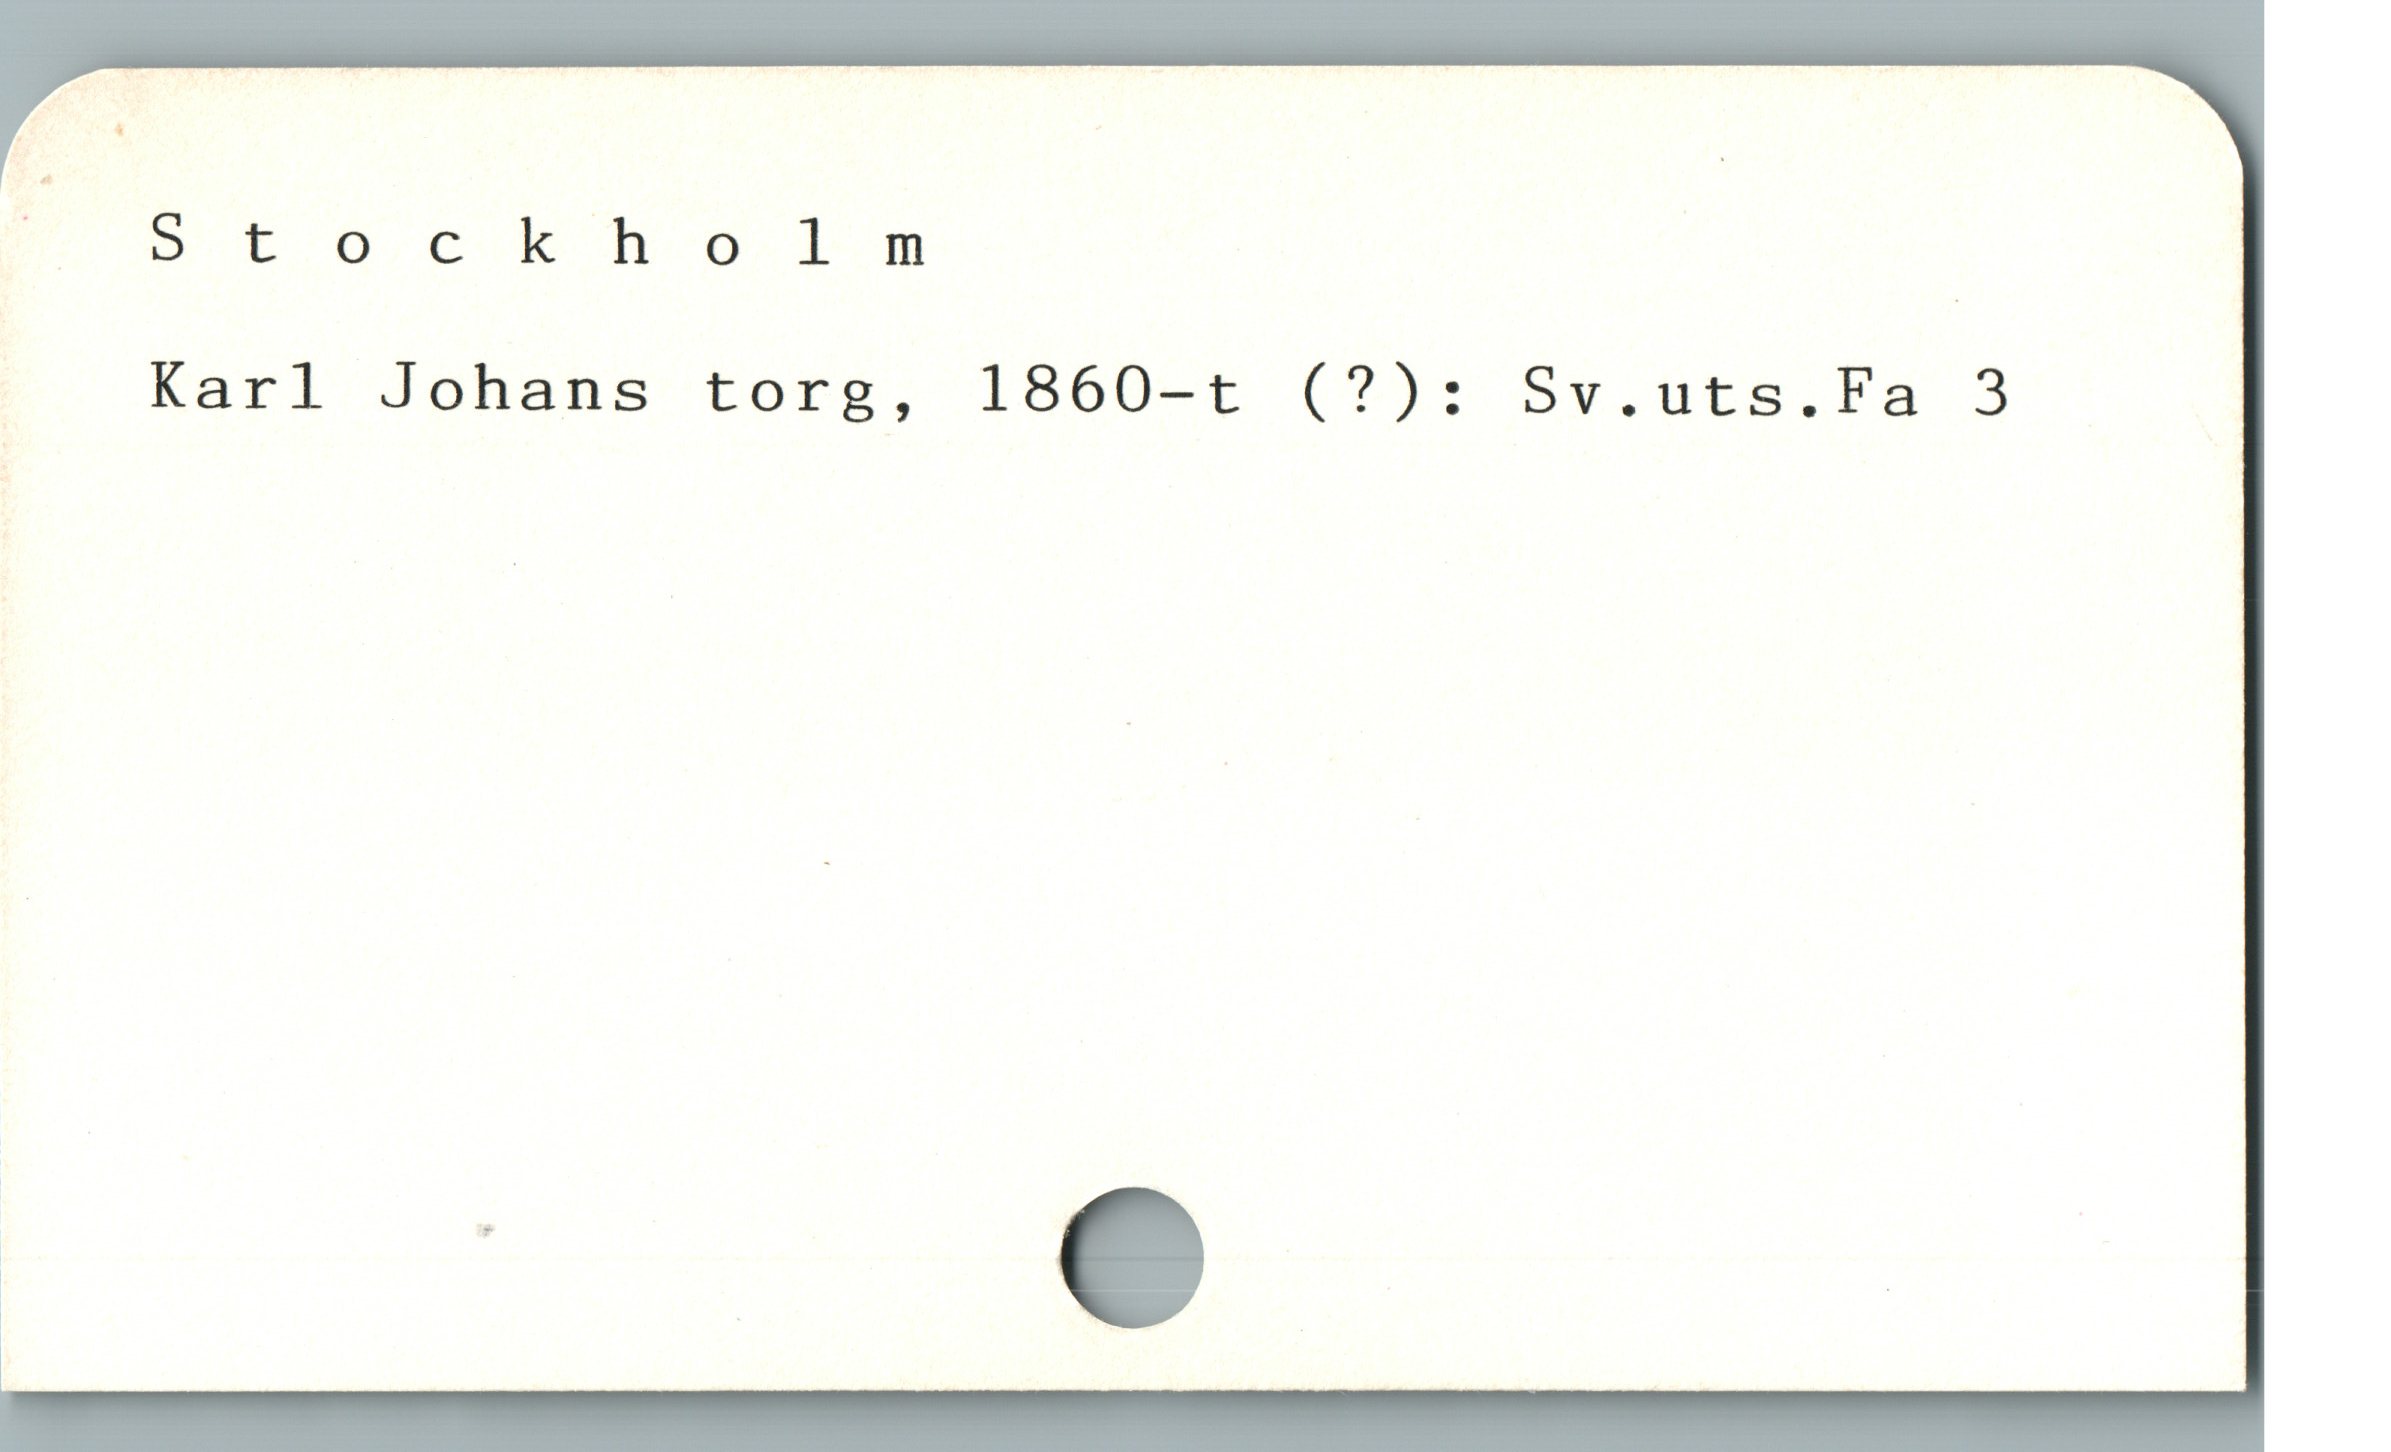 S t o c k h o l m
Karl Johans torg, 1860-t (?): Sv.uts.Fa 3